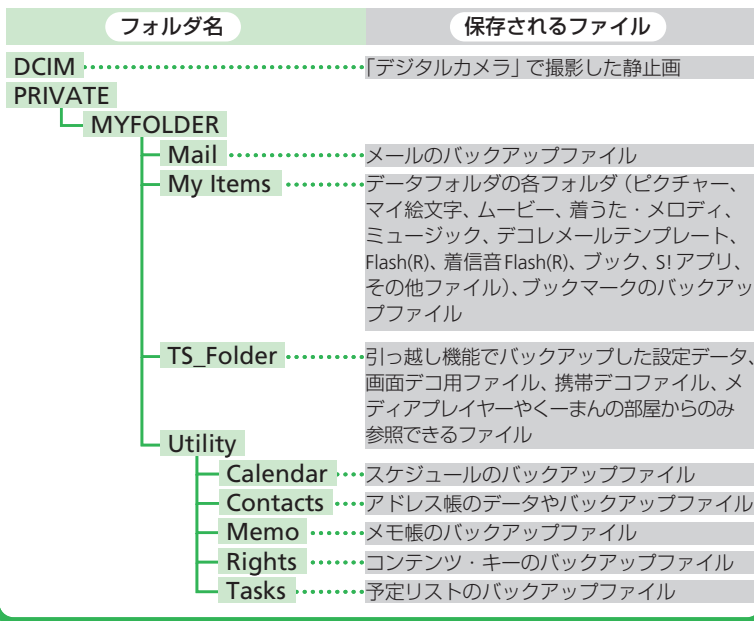 フォルダ名 保存されるファイル
DCIM 「デジタルカメラ」で撮影した静止画
PRIVATE
MYFOLDER
Mail メールのバックアップファイル
My Items データフォルダの各フォルダ（ピクチャー、
マイ絵文字、ムービー、着うた・メロディ、
ミュージック、デコレメールテンプレート、
Flash(R)、着信音Flash(R)、ブック、S!アプリ、
その他ファイル）、ブックマークのバックアッ
プファイル
TS_Folder 引っ越し機能でバックアップした設定データ、
画面デコ用ファイル、携帯デコファイル、メ
ディアプレイヤーやくーまんの部屋からのみ
参照できるファイル
Utility
Calendar スケジュールのバックアップファイル
Contacts アドレス帳のデータやバックアップファイル
Memo メモ帳のバックアップファイル
Rights コンテンツ・キーのバックアップファイル
Tasks 予定リストのバックアップファイル